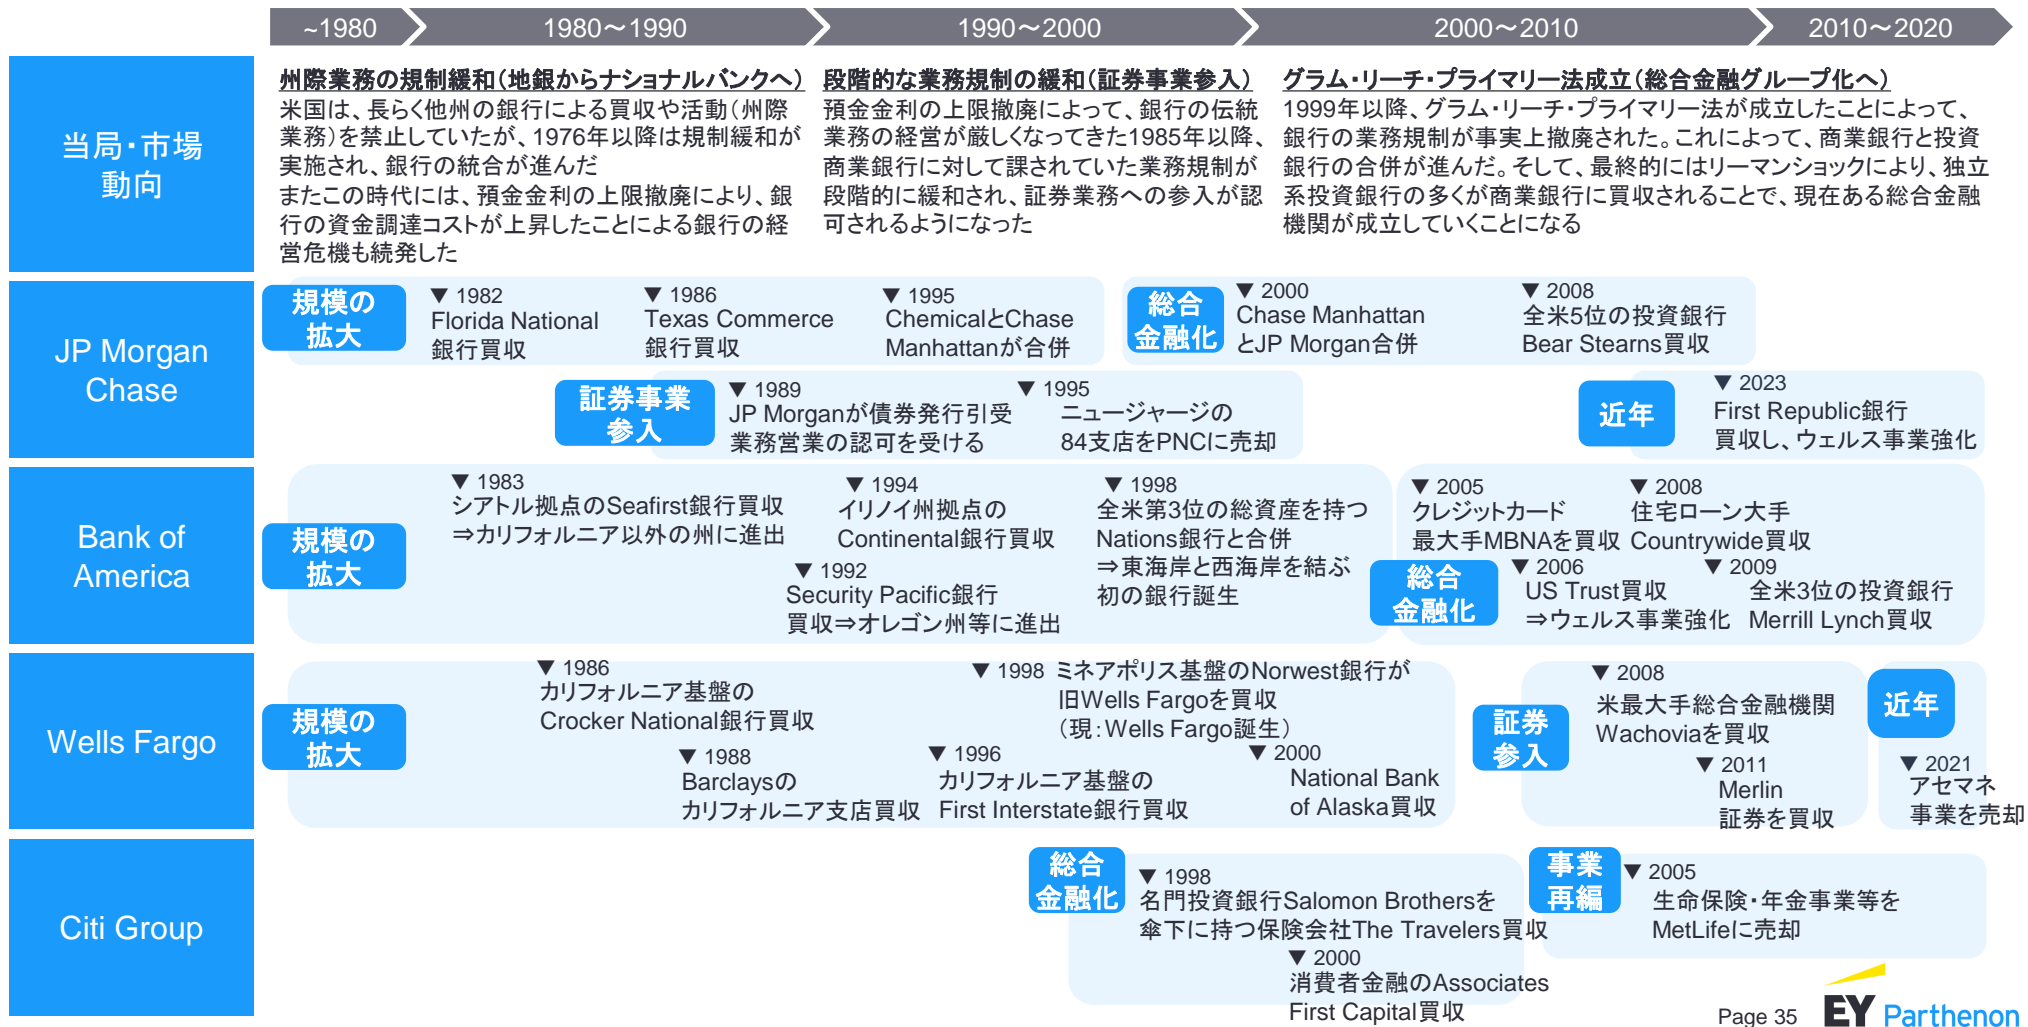 ~1980
1980～1990
1990～2000
2000～2010
2010～2020
当局・市場
動向
州際業務の規制緩和（地銀からナショナルバンクへ）
米国は、長らく他州の銀行による買収や活動（州際
業務）を禁止していたが、1976年以降は規制緩和が
実施され、銀行の統合が進んだ
またこの時代には、預金金利の上限撤廃により、銀
行の資金調達コストが上昇したことによる銀行の経
営危機も続発した
段階的な業務規制の緩和（証券事業参入）
預金金利の上限撤廃によって、銀行の伝統
業務の経営が厳しくなってきた1985年以降、
商業銀行に対して課されていた業務規制が
段階的に緩和され、証券業務への参入が認
可されるようになった
グラム・リーチ・プライマリー法成立（総合金融グループ化へ）
1999年以降、グラム・リーチ・プライマリー法が成立したことによって、
銀行の業務規制が事実上撤廃された。これによって、商業銀行と投資
銀行の合併が進んだ。そして、最終的にはリーマンショックにより、独立
系投資銀行の多くが商業銀行に買収されることで、現在ある総合金融
機関が成立していくことになる
JP Morgan
Chase
規模の
拡大
▼ 1982
Florida National
銀行買収
▼ 1986
Texas Commerce
銀行買収
▼ 1995
ChemicalとChase
Manhattanが合併
総合
金融化
▼ 2000
Chase Manhattan
とJP Morgan合併
▼ 2008
全米5位の投資銀行
Bear Stearns買収
証券事業
参入
▼ 1989
JP Morganが債券発行引受
業務営業の認可を受ける
▼ 1995
ニュージャージの
84支店をPNCに売却
近年
▼ 2023
First Republic銀行
買収し、ウェルス事業強化
Bank of
America
規模の
拡大
▼ 1983
シアトル拠点のSeafirst銀行買収
⇒カリフォルニア以外の州に進出
▼ 1994
イリノイ州拠点の
Continental銀行買収
▼ 1992
Security Pacific銀行
買収⇒オレゴン州等に進出
▼ 1998
全米第3位の総資産を持つ
Nations銀行と合併
⇒東海岸と西海岸を結ぶ
初の銀行誕生
総合
金融化
▼ 2005
クレジットカード
最大手MBNAを買収
▼ 2008
住宅ローン大手
Countrywide買収
▼ 2006
US Trust買収
⇒ウェルス事業強化
▼ 2009
全米3位の投資銀行
Merrill Lynch買収
Wells Fargo
規模の
拡大
▼ 1986
カリフォルニア基盤の
Crocker National銀行買収
▼ 1988
Barclaysの
カリフォルニア支店買収
▼ 1998 ミネアポリス基盤のNorwest銀行が
旧Wells Fargoを買収
（現：Wells Fargo誕生）
▼ 1996
カリフォルニア基盤の
First Interstate銀行買収
▼ 2000
National Bank
of Alaska買収
証券
参入
▼ 2008
米最大手総合金融機関
Wachoviaを買収
▼ 2011
Merlin
証券を買収
近年
▼ 2021
アセマネ
事業を売却
Citi Group
総合
金融化
▼ 1998
名門投資銀行Salomon Brothersを
傘下に持つ保険会社The Travelers買収
▼ 2000
消費者金融のAssociates
First Capital買収
事業
再編
▼ 2005
生命保険・年金事業等を
MetLifeに売却
Page 35
EY Parthenon